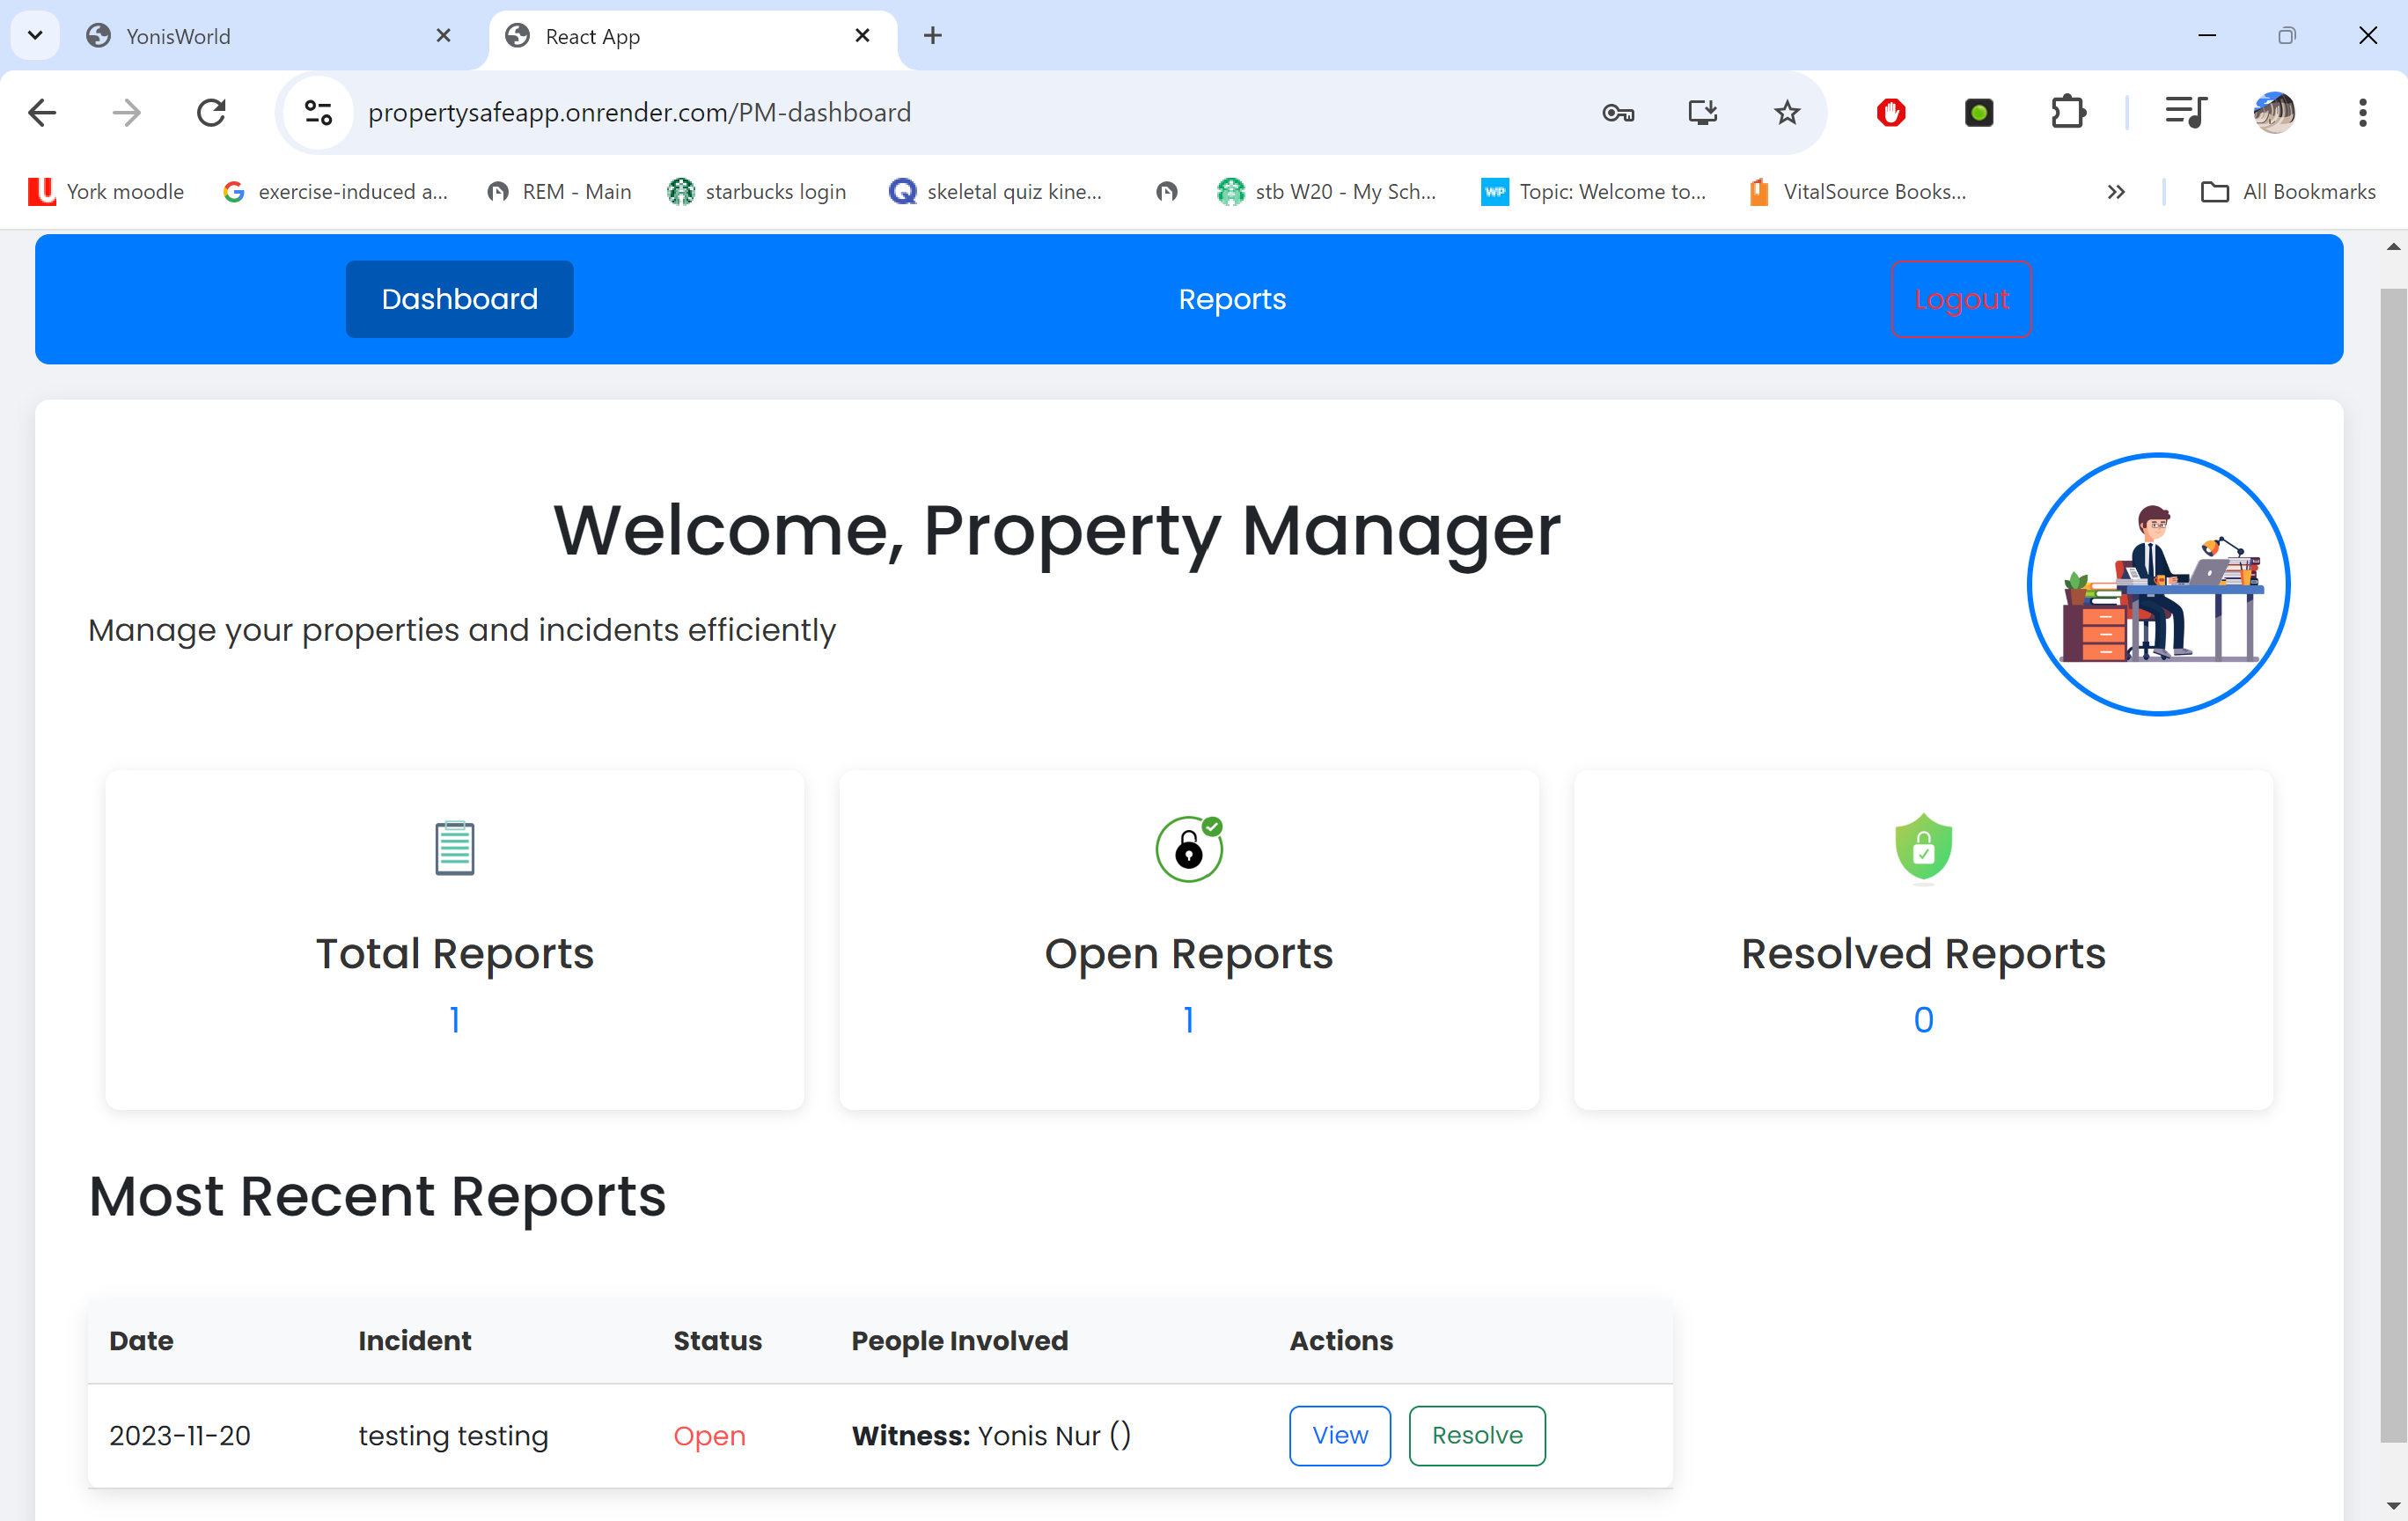 YonisWorld
React App
propertysafeapp.onrender.com/PM-dashboard
York moodle
exercise-induced a...
REM - Main
starbucks login
skeletal quiz kine...
stb W20 - My Sch...
WP
Topic: Welcome to...
VitalSource Books...
All Bookmarks
Dashboard
Reports
Logout
Welcome, Property Manager
Manage your properties and incidents efficiently
Total Reports
1
Open Reports
1
Resolved Reports
0
Most Recent Reports
Date Incident Status People Involved Actions
2023-11-20 testing testing Open Witness: Yonis Nur () View Resolve